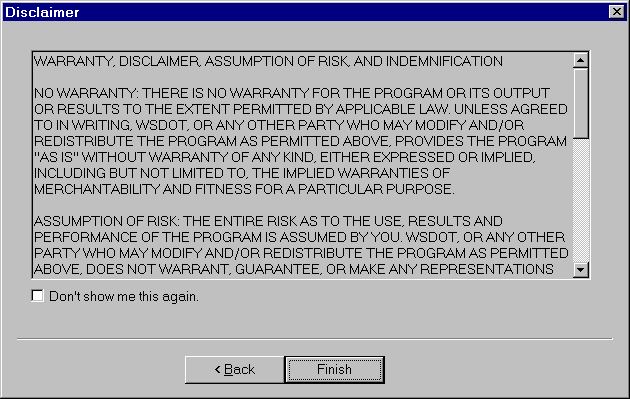 Disclaimer
WARRANTY, DISCLAIMER, ASSUMPTION OF RISK, AND INDEMNIFICATION
NO WARRANTY: THERE IS NO WARRANTY FOR THE PROGRAM OR ITS OUTPUT
OR RESULTS TO THE EXTENT PERMITTED BY APPLICABLE LAW. UNLESS AGREED
TO IN WRITING, WSDOT, OR ANY OTHER PARTY WHO MAY MODIFY AND/OR
REDISTRIBUTE THE PROGRAM AS PERMITTED ABOVE, PROVIDES THE PROGRAM
"AS IS" WITHOUT WARRANTY OF ANY KIND, EITHER EXPRESSED OR IMPLIED,
INCLUDING BUT NOT LIMITED TO, THE IMPLIED WARRANTIES OF
MERCHANTABILITY AND FITNESS FOR A PARTICULAR PURPOSE.
ASSUMPTION OF RISK: THE ENTIRE RISK AS TO THE USE, RESULTS AND
PERFORMANCE OF THE PROGRAM IS ASSUMED BY YOU. WSDOT, OR ANY OTHER
PARTY WHO MAY MODIFY AND/OR REDISTRIBUTE THE PROGRAM AS PERMITTED
ABOVE, DOES NOT WARRANT, GUARANTEE, OR MAKE ANY REPRESENTATIONS
Don't show me this again.
< Back
Finish